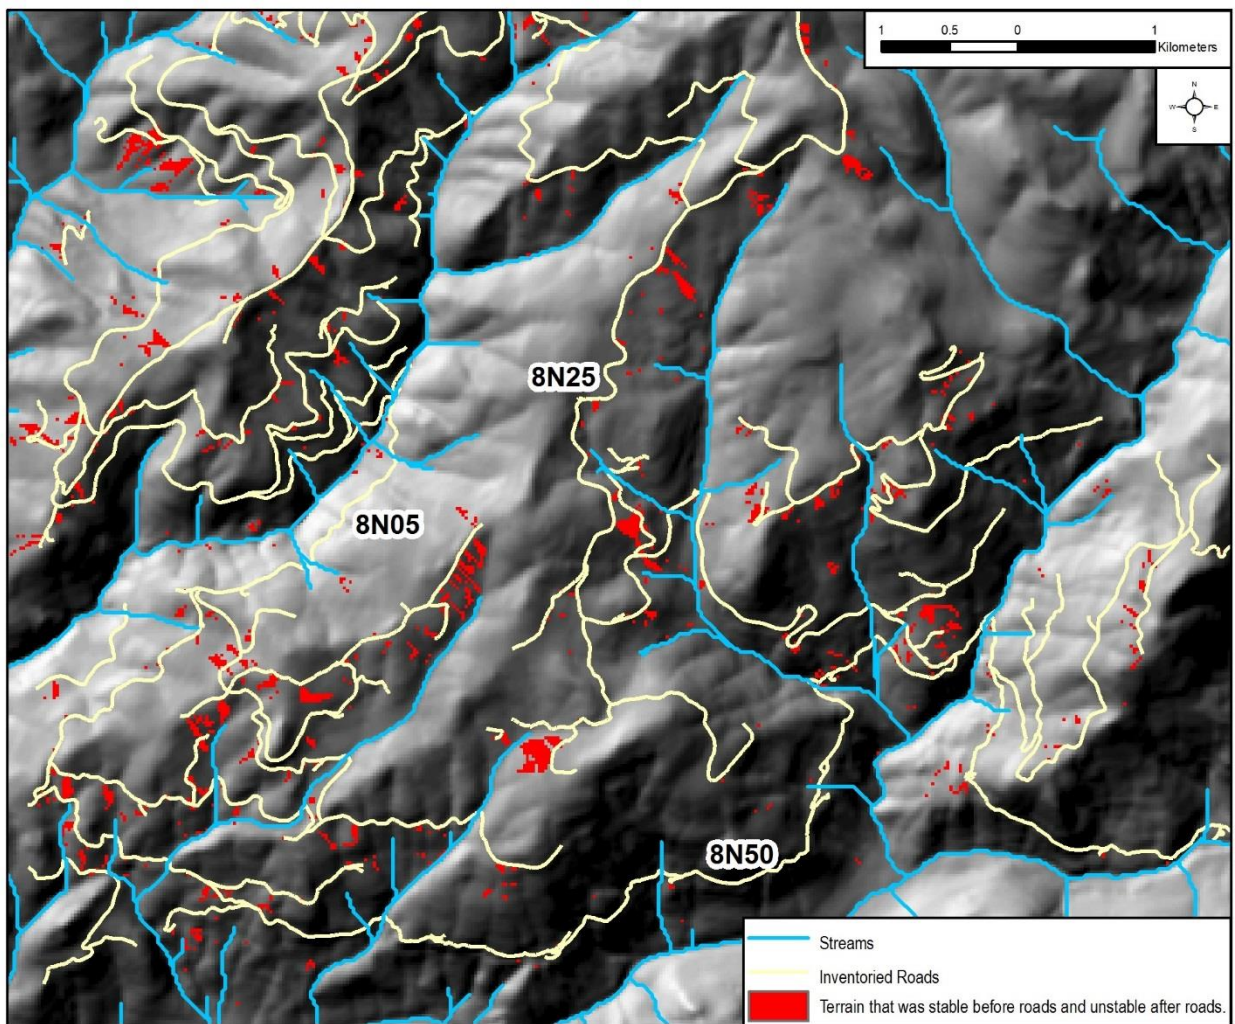 1 0.5 0 1
Kilometers
N
W E
S
8N25
8N05
8N50
Streams
Inventoried Roads
Terrain that was stable before roads and unstable after roads.